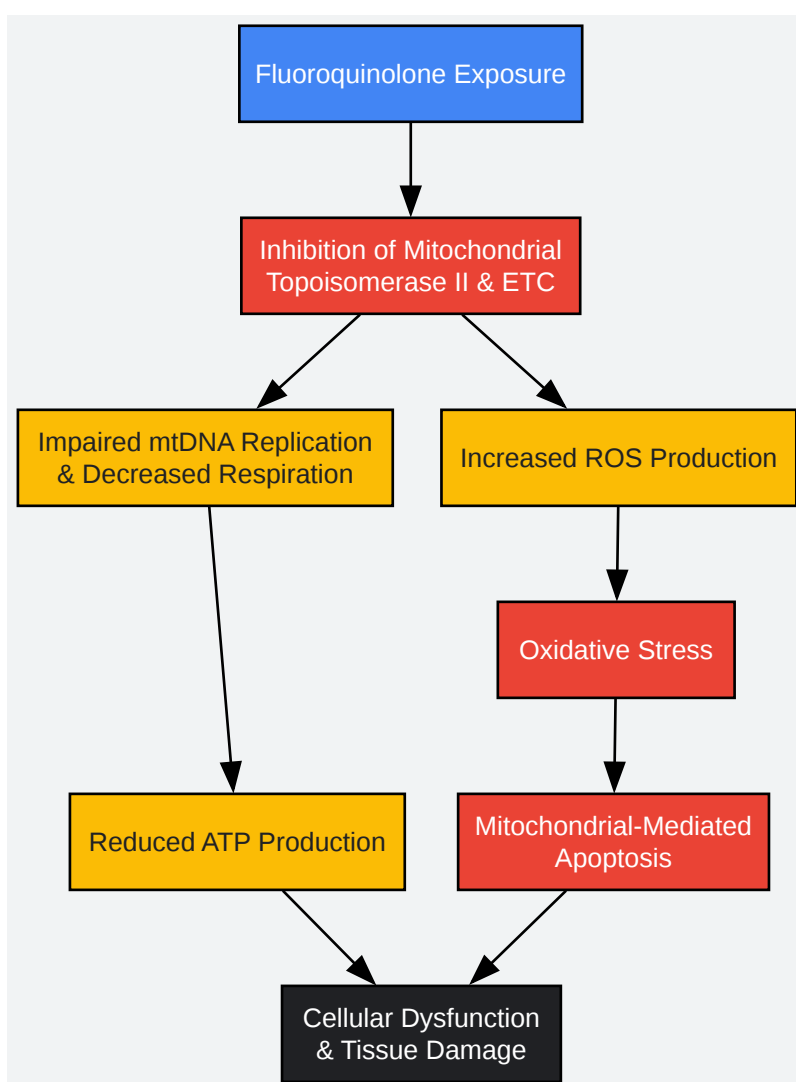 Fluoroquinolone Exposure
Inhibition of Mitochondrial
Topoisomerase II & ETC
Impaired mtDNA Replication
& Decreased Respiration
Increased ROS Production
Oxidative Stress
Reduced ATP Production
Mitochondrial-Mediated
Apoptosis
Cellular Dysfunction
& Tissue Damage